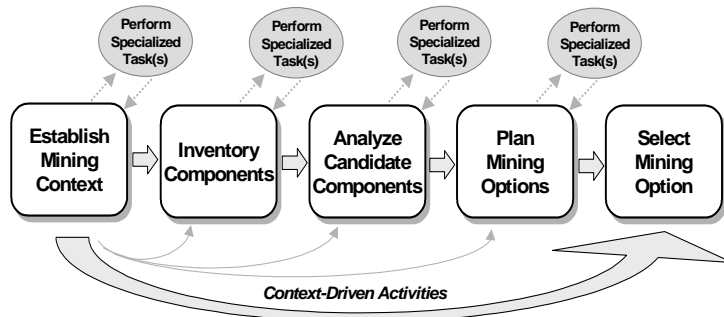 Perform
Specialized
Task(s)
Perform
Specialized
Task(s)
Perform
Specialized
Task(s)
Perform
Specialized
Task(s)
Establish
Mining
Context
Inventory
Components
Analyze
Candidate
Components
Plan
Mining
Options
Select
Mining
Option
Context-Driven Activities